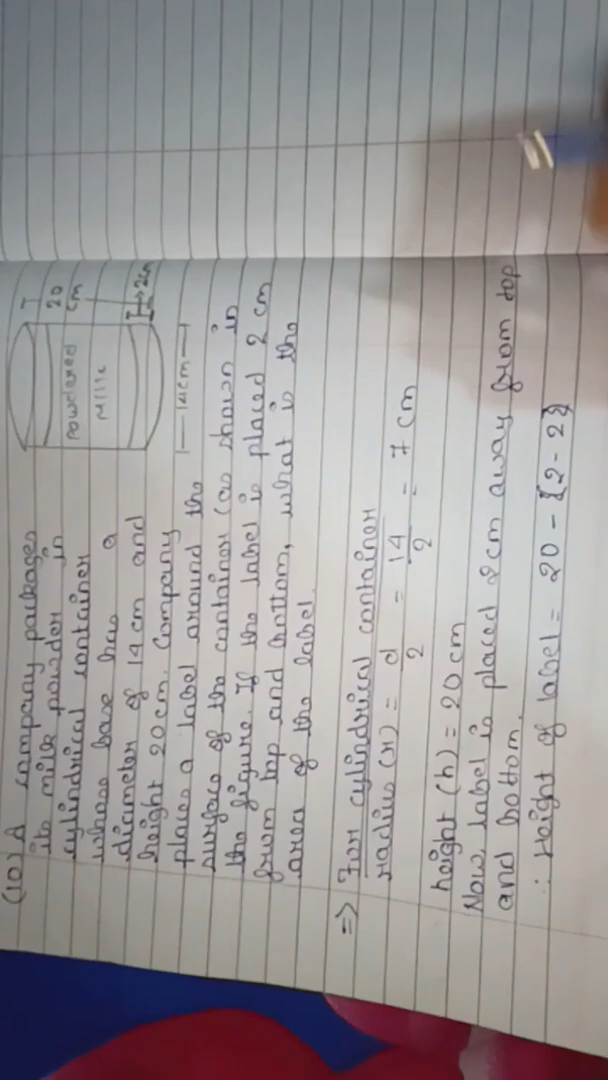 (10) A company packages
its milk powder in
cylindrical container
whose base has a
diameter of 14 cm and
height 20 cm. Company
places a label around the
surface of the container (as shown in
the figure. If the label is placed 2 cm
from top and bottom, what is the
area of the label.
powdered
Milk
20
cm
2cm
14cm
=> For cylindrical container
radius (r) = d/2 = 14/2 = 7 cm
height (h) = 20 cm
Now, label is placed 2cm away from top
and bottom.
∴ Height of label = 20 - {2-2}